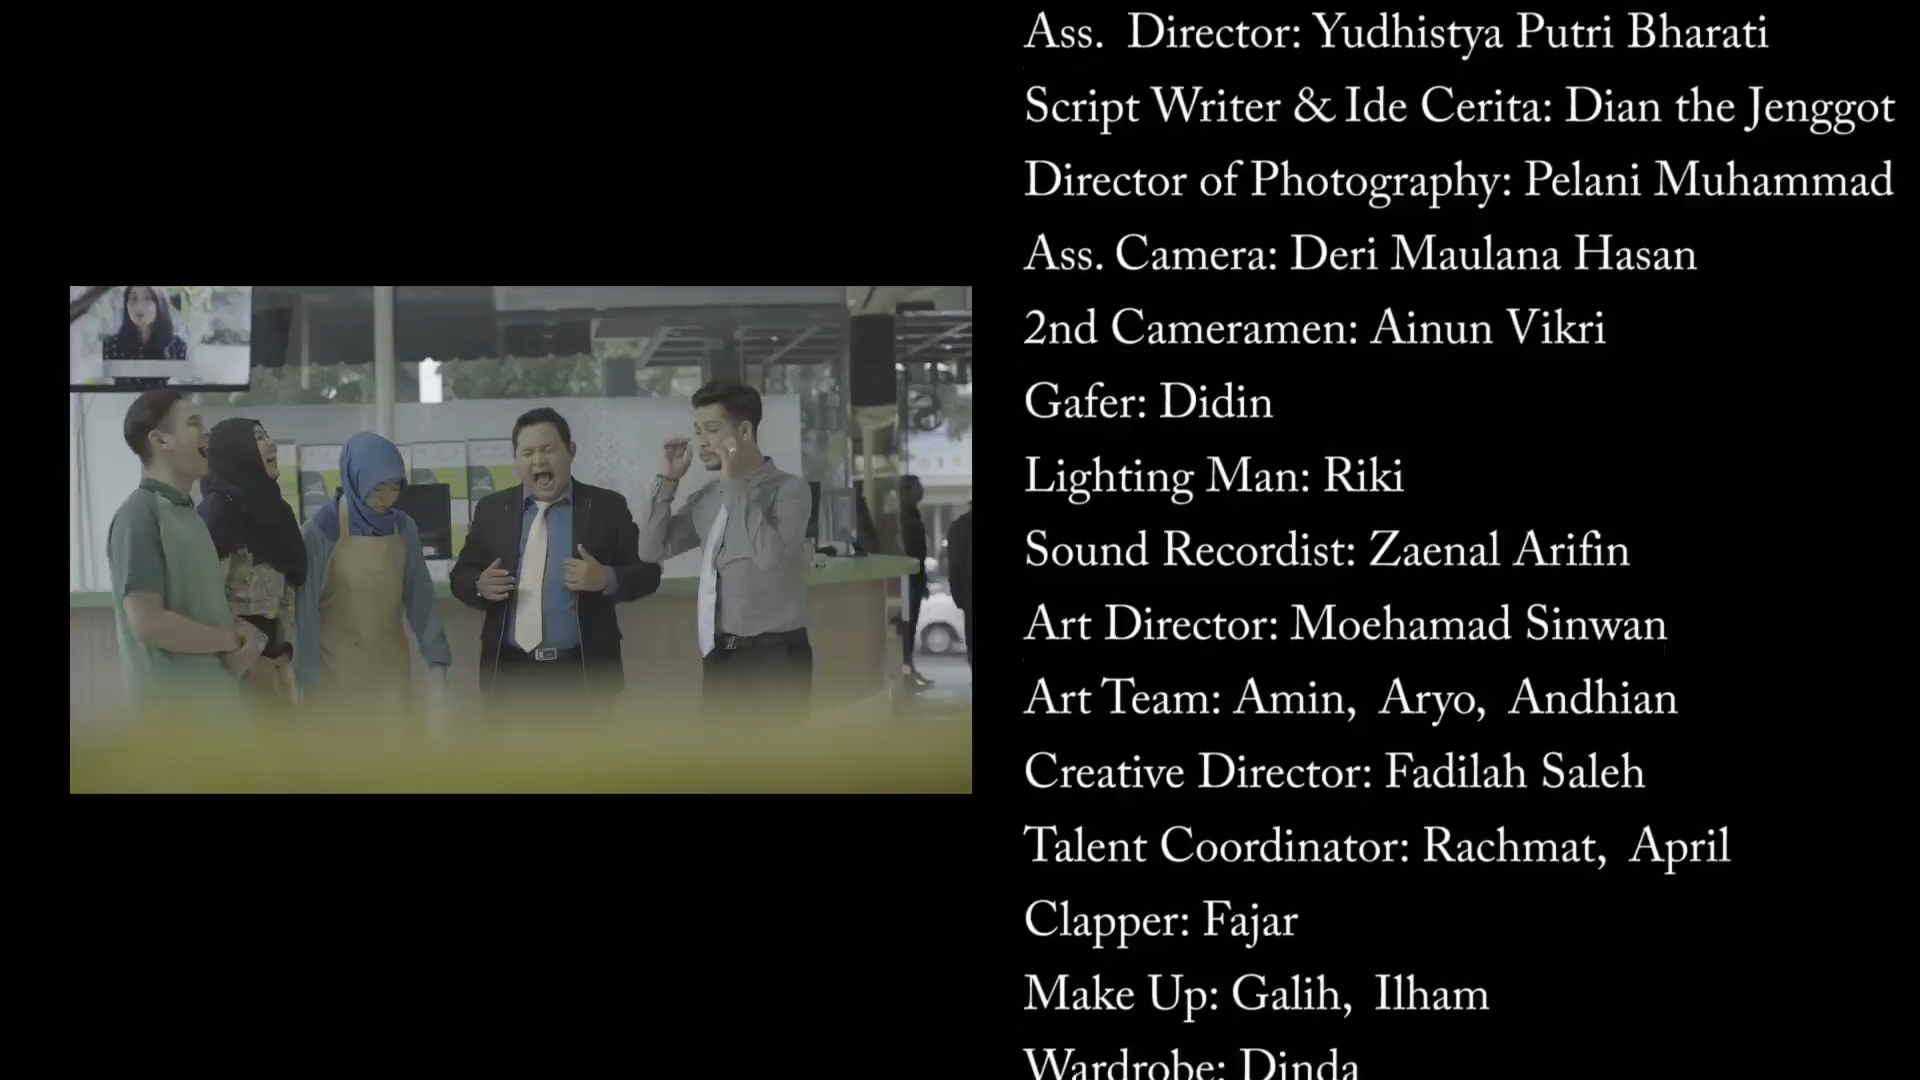 Ass. Director: Yudhistya Putri Bharati
Script Writer & Ide Cerita: Dian the Jenggot
Director of Photography: Pelani Muhammad
Ass. Camera: Deri Maulana Hasan
2nd Cameramen: Ainun Vikri
Gafer: Didin
Lighting Man: Riki
Sound Recordist: Zaenal Arifin
Art Director: Moehamad Sinwan
Art Team: Amin, Aryo, Andhian
Creative Director: Fadilah Saleh
Talent Coordinator: Rachmat, April
Clapper: Fajar
Make Up: Galih, Ilham
Wardrobe: Dinda